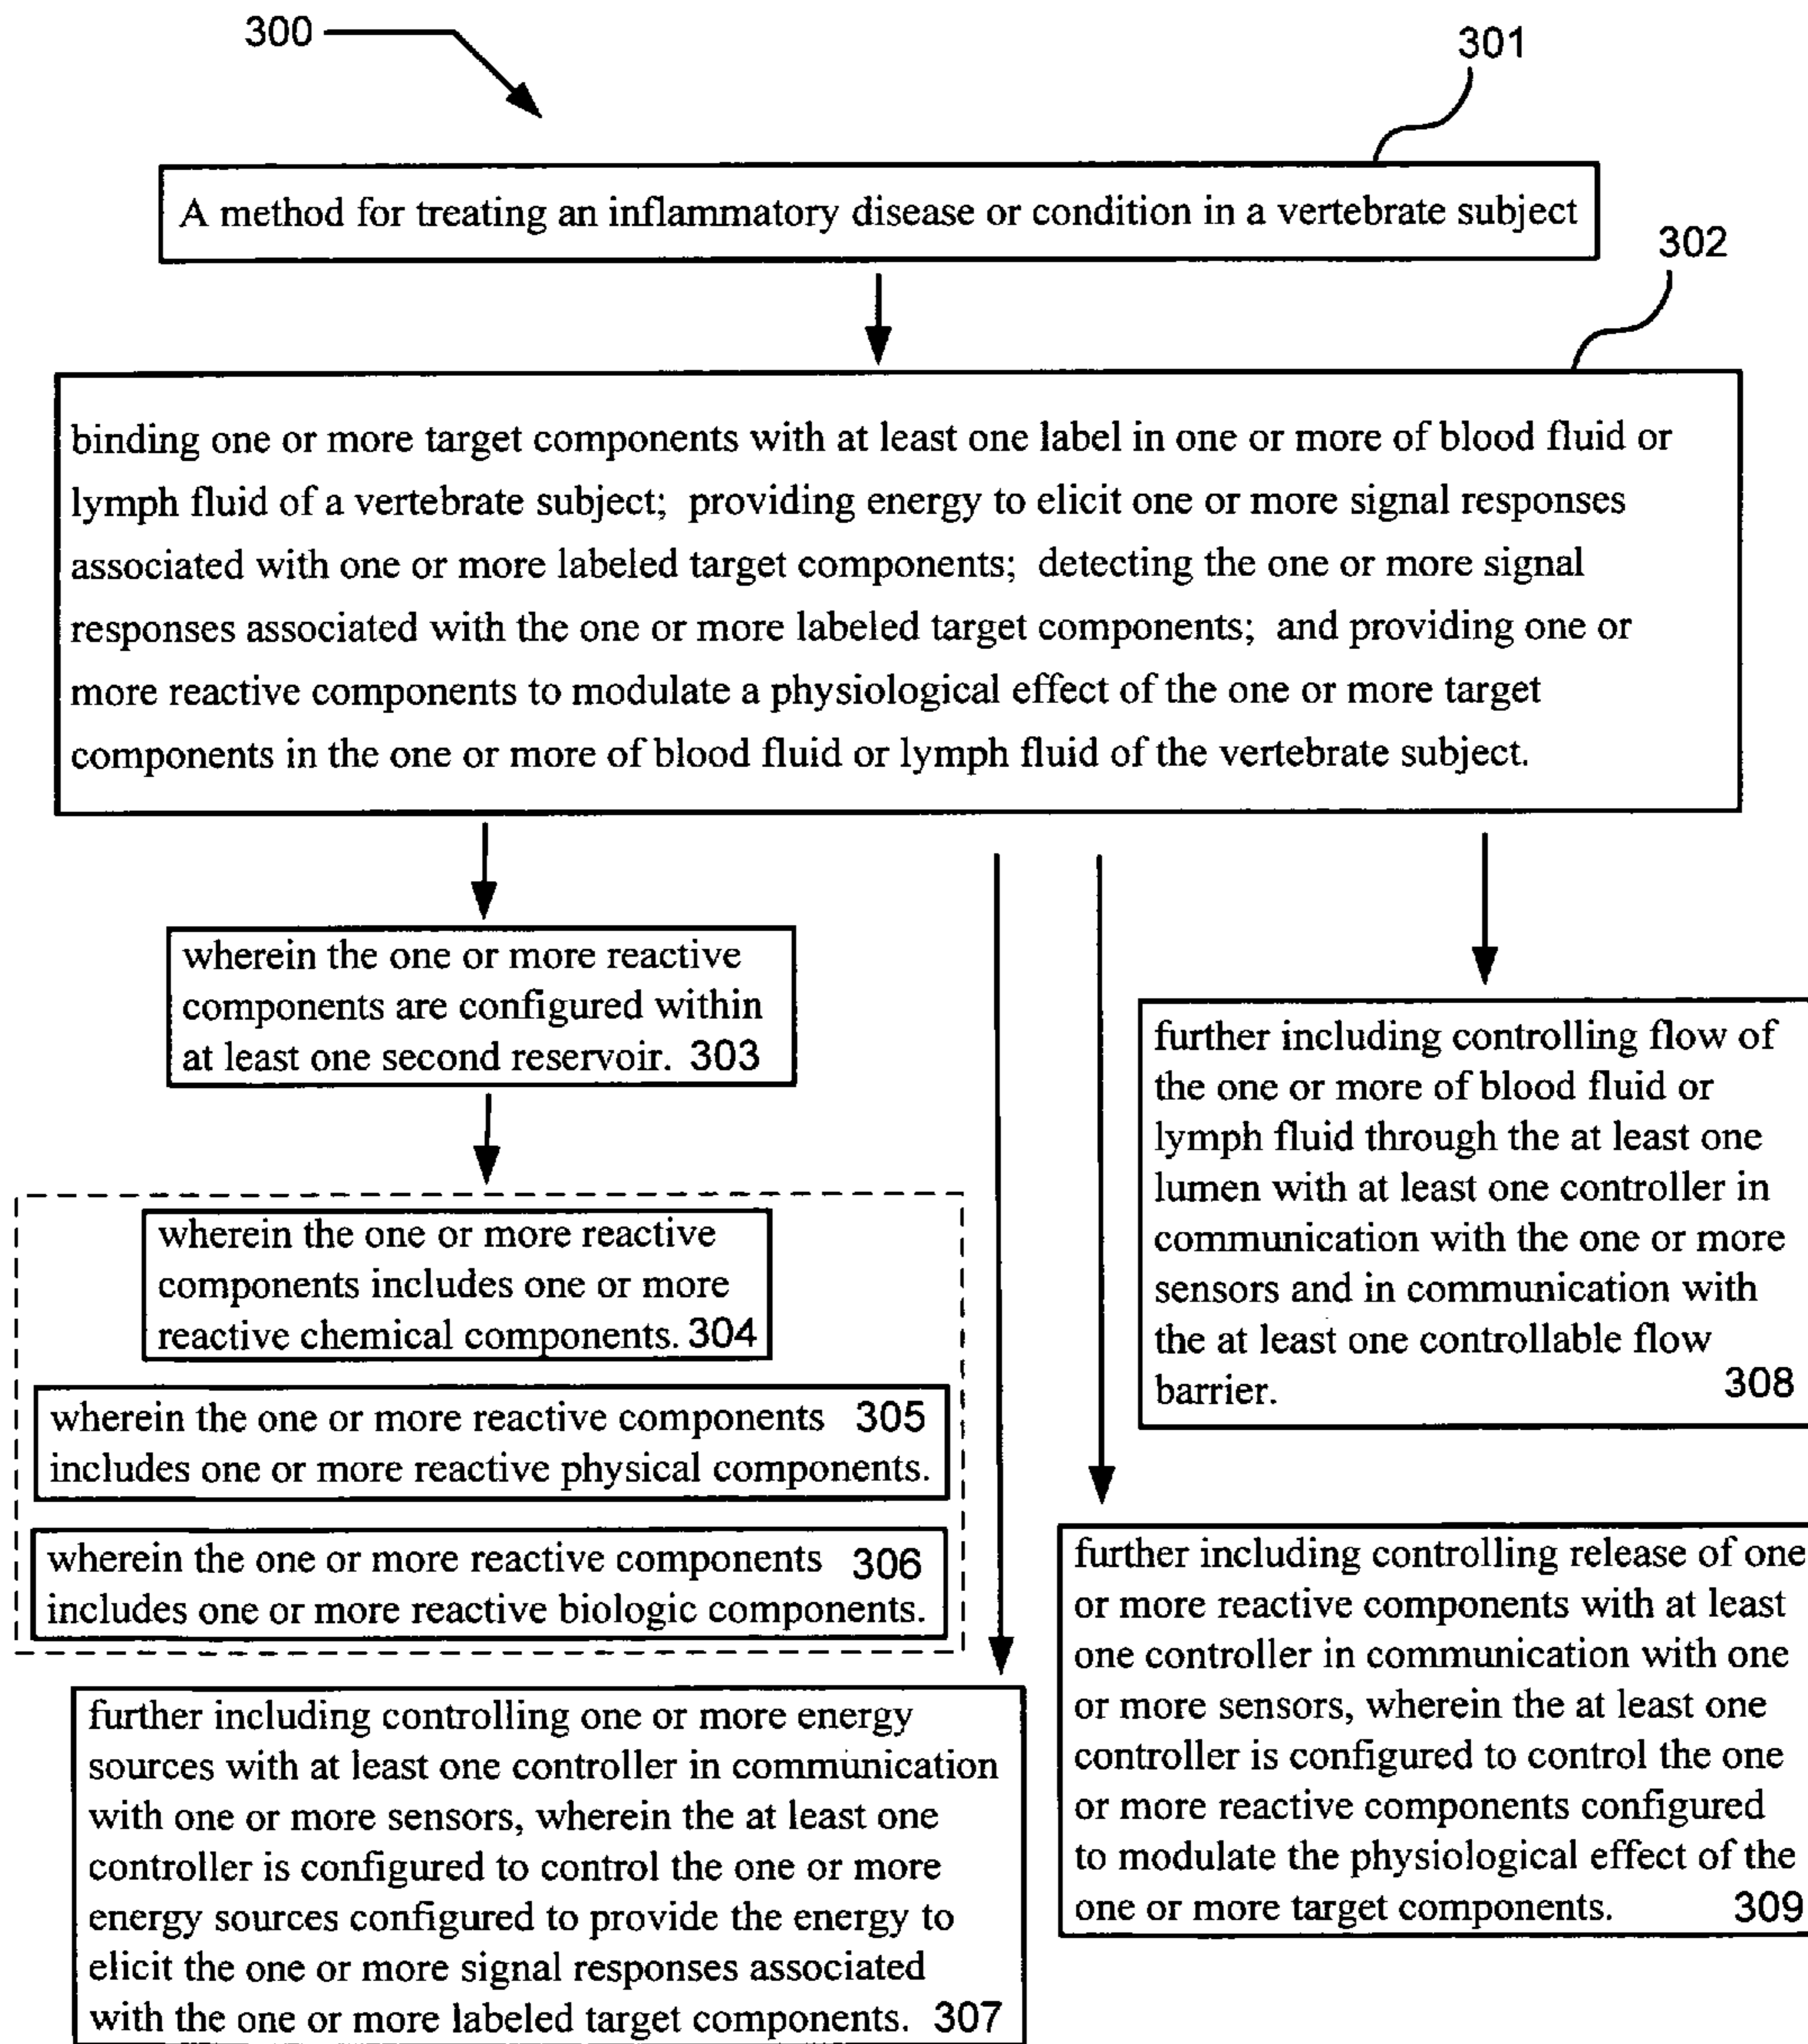 300
301
A method for treating an inflammatory disease or condition in a vertebrate subject
302
binding one or more target components with at least one label in one or more of blood fluid or
lymph fluid of a vertebrate subject; providing energy to elicit one or more signal responses
associated with one or more labeled target components; detecting the one or more signal
responses associated with the one or more labeled target components; and providing one or
more reactive components to modulate a physiological effect of the one or more target
components in the one or more of blood fluid or lymph fluid of the vertebrate subject.
wherein the one or more reactive
components are configured within
at least one second reservoir. 303
wherein the one or more reactive
components includes one or more
reactive chemical components. 304
wherein the one or more reactive components 305
includes one or more reactive physical components.
wherein the one or more reactive components 306
includes one or more reactive biologic components.
further including controlling one or more energy
sources with at least one controller in communication
with one or more sensors, wherein the at least one
controller is configured to control the one or more
energy sources configured to provide the energy to
elicit the one or more signal responses associated
with the one or more labeled target components. 307
further including controlling flow of
the one or more of blood fluid or
lymph fluid through the at least one
lumen with at least one controller in
communication with the one or more
sensors and in communication with
the at least one controllable flow
barrier. 308
further including controlling release of one
or more reactive components with at least
one controller in communication with one
or more sensors, wherein the at least one
controller is configured to control the one
or more reactive components configured
to modulate the physiological effect of the
one or more target components. 309